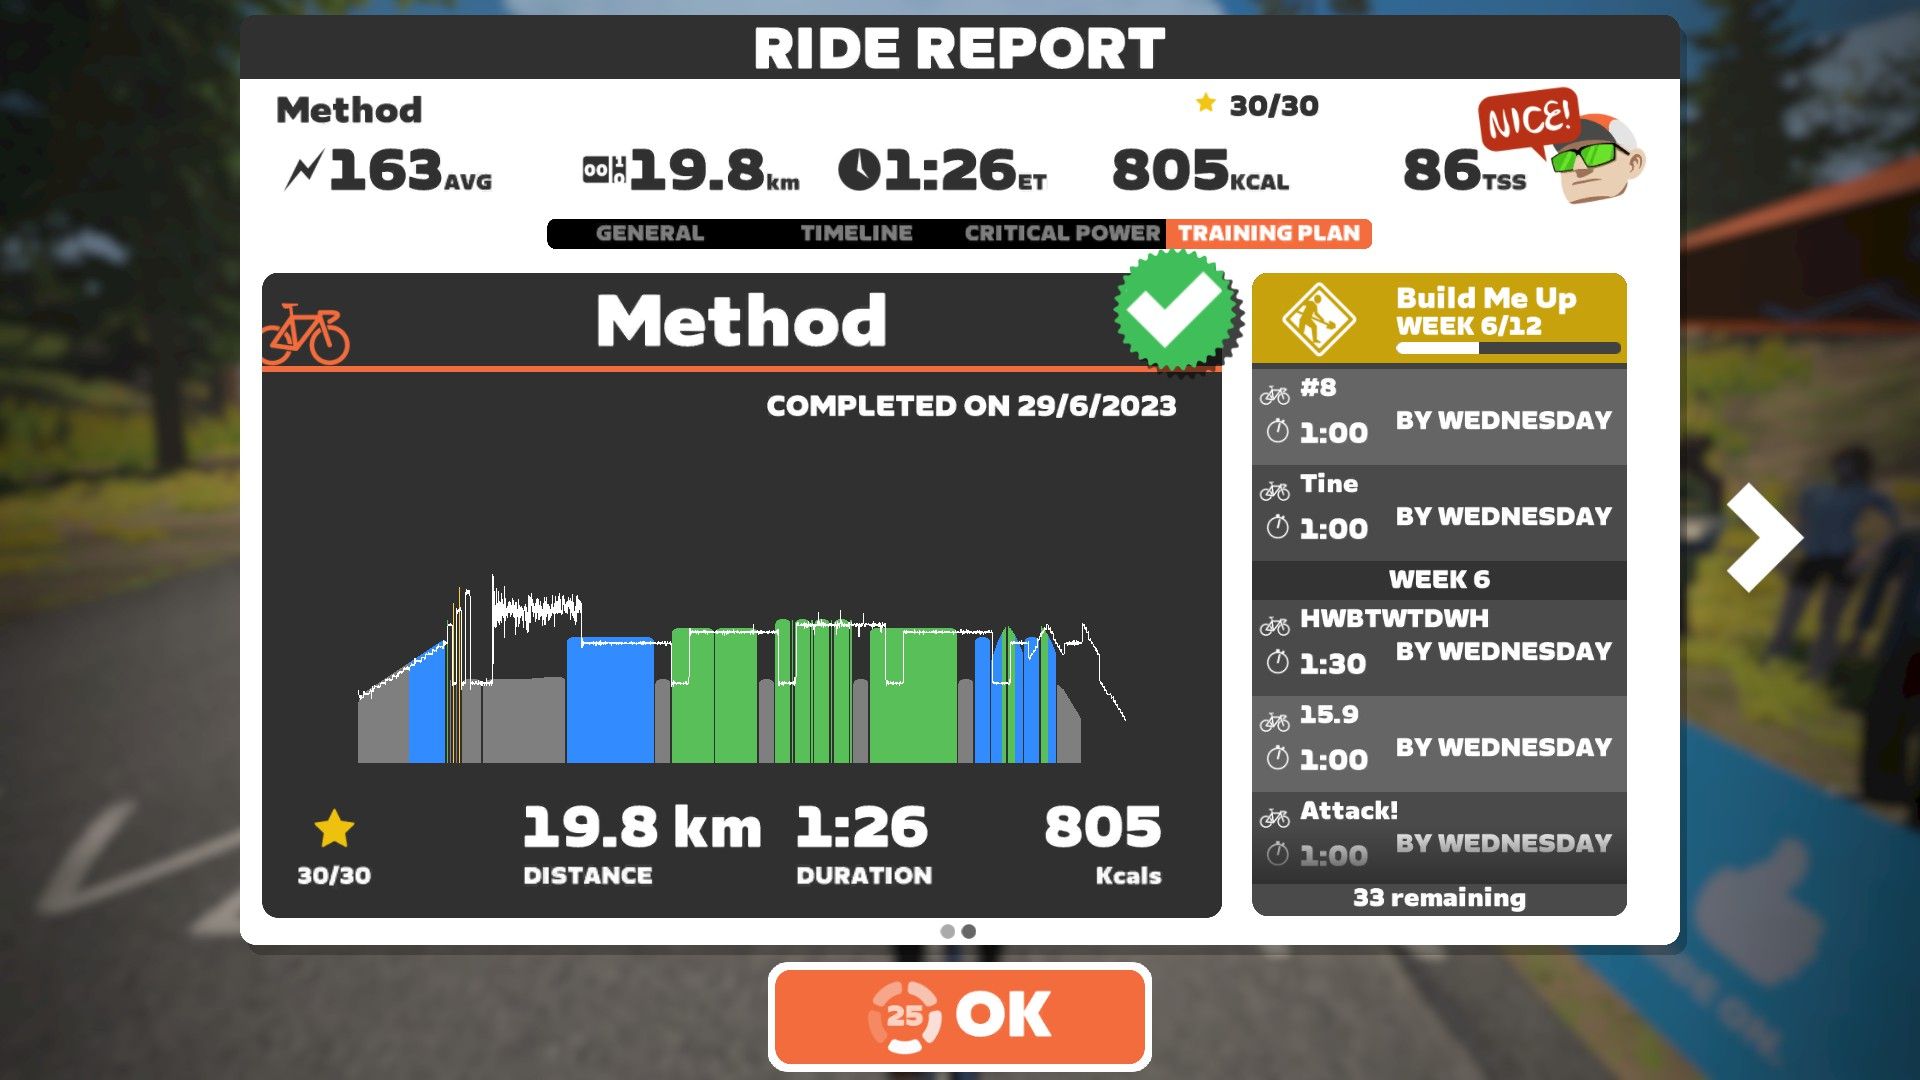 RIDE REPORT
Method
30/30
NICE!
163AVG
19.8km
1:26ET
805KCAL
86TSS
GENERAL
TIMELINE
CRITICAL POWER
TRAINING PLAN
Method
COMPLETED ON 29/6/2023
30/30
19.8 km
DISTANCE
1:26
DURATION
805
Kcals
Build Me Up
WEEK 6/12
#8
1:00
BY WEDNESDAY
Tine
1:00
BY WEDNESDAY
WEEK 6
HWBTWTDWH
1:30
BY WEDNESDAY
15.9
1:00
BY WEDNESDAY
Attack!
1:00
BY WEDNESDAY
33 remaining
25 OK